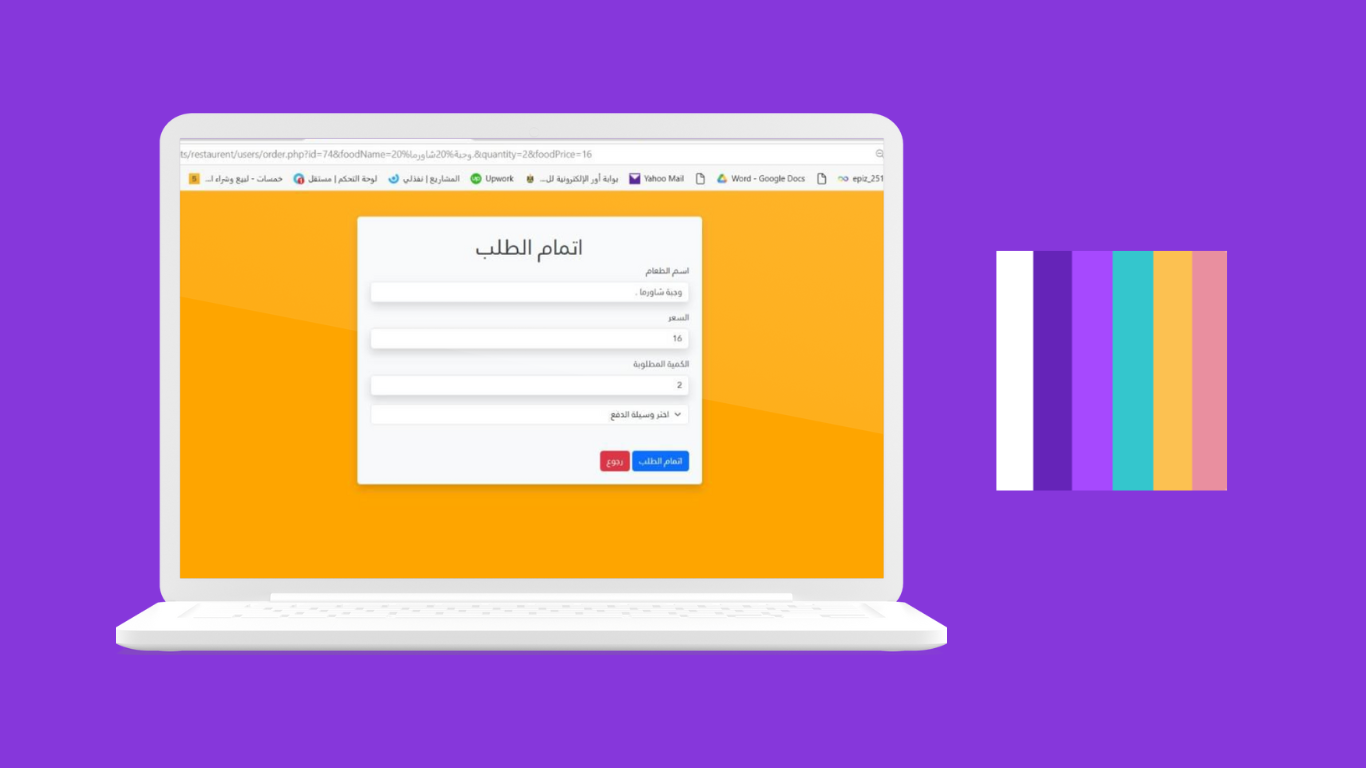 ts/restaurent/users/order.php?id=74&foodName=20%وجبة%20شاورما.&quantity=2&foodPrice=16
خمسات - لبيع وشراء ا...
لوحة التحكم | مستقل
المشاريع | نفذلي
Upwork
بوابة أور الإلكترونية لل...
Yahoo Mail
Word - Google Docs
epiz_251
اتمام الطلب
اسم الطعام
وجبة شاورما .
السعر
16
الكمية المطلوبة
2
اختر وسيلة الدفع
اتمام الطلب
رجوع